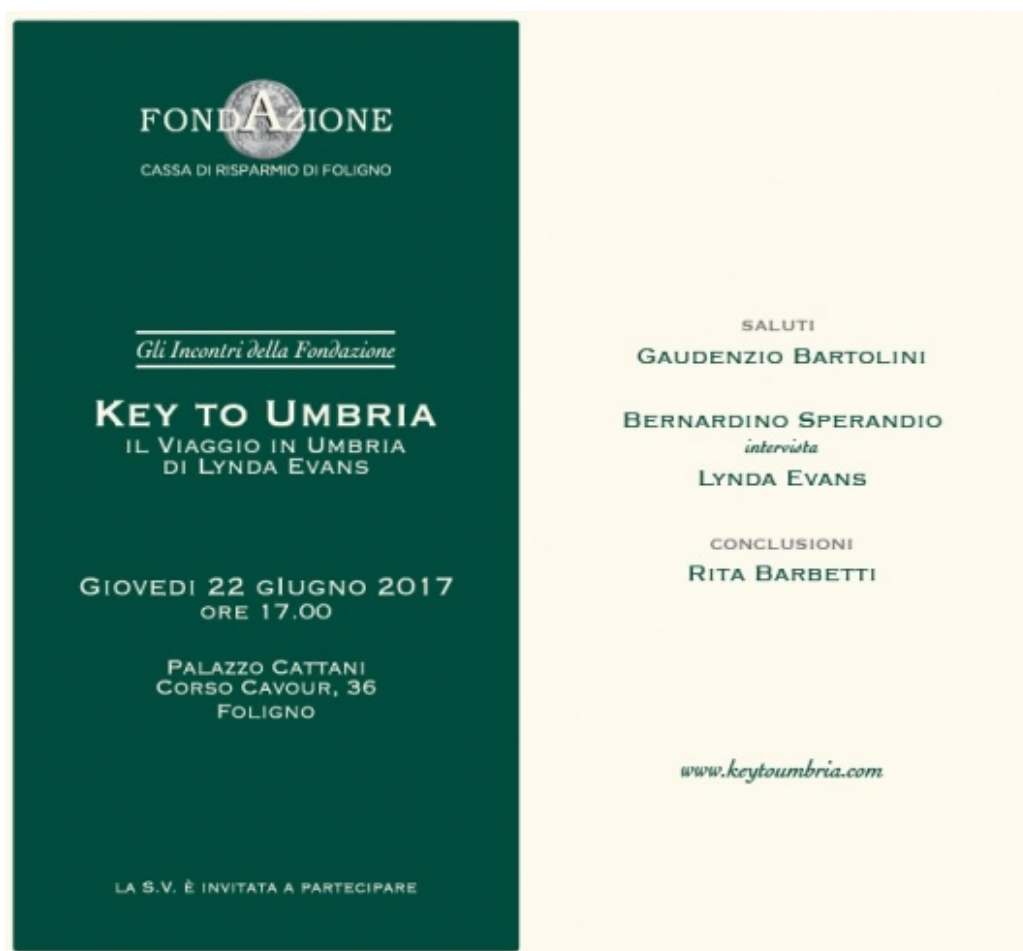 FONDAZIONE
CASSA DI RISPARMIO DI FOLIGNO
Gli Incontri della Fondazione
KEY TO UMBRIA
IL VIAGGIO IN UMBRIA
DI LYNDA EVANS
GIOVEDI 22 GIUGNO 2017
ORE 17.00
PALAZZO CATTANI
CORSO CAVOUR, 36
FOLIGNO
LA S.V. È INVITATA A PARTECIPARE
SALUTI
GAUDENZIO BARTOLINI
BERNARDINO SPERANDIO
intervista
LYNDA EVANS
CONCLUSIONI
RITA BARBETTI
www.keytoumbria.com